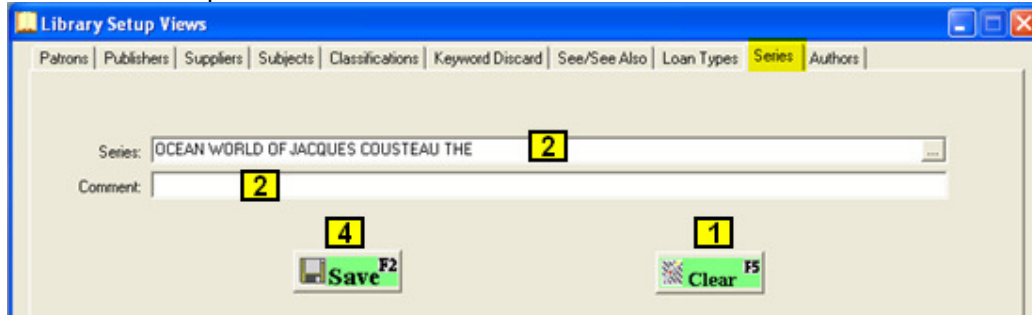 Library Setup Views
Patrons Publishers Suppliers Subjects Classifications Keyword Discard See/See Also Loan Types Series Authors
Series: OCEAN WORLD OF JACQUES COUSTEAU THE 2 ...
Comment: 2
4 1
Save F2 Clear F5